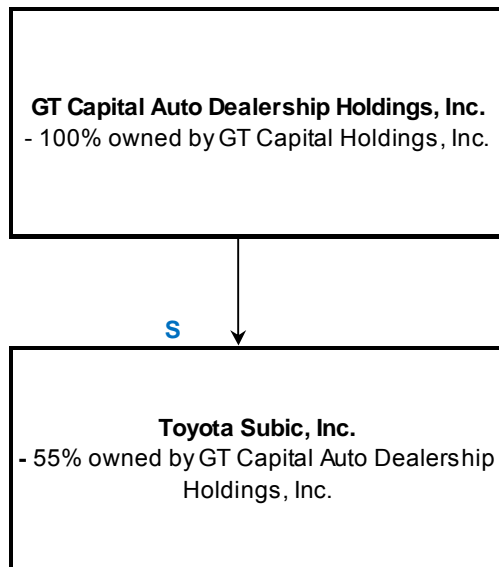 GT Capital Auto Dealership Holdings, Inc.
- 100% owned by GT Capital Holdings, Inc.
S
Toyota Subic, Inc.
- 55% owned by GT Capital Auto Dealership
Holdings, Inc.